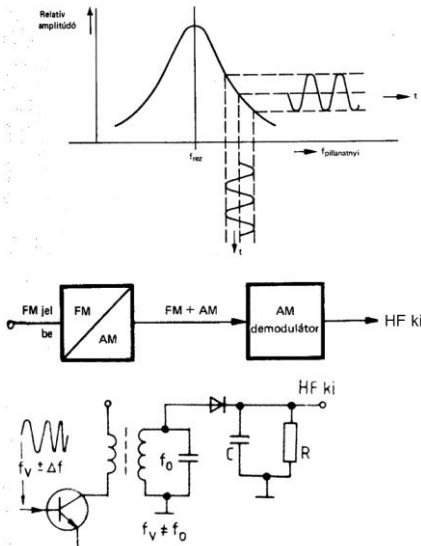 Relatív
amplitúdó
t
f_rez
f_pillanatnyi
t
FM jel
be
FM
AM
FM + AM
AM
demodulátor
HF ki
HF ki
f_V ± Δf
f_0
C
R
f_V ≠ f_0